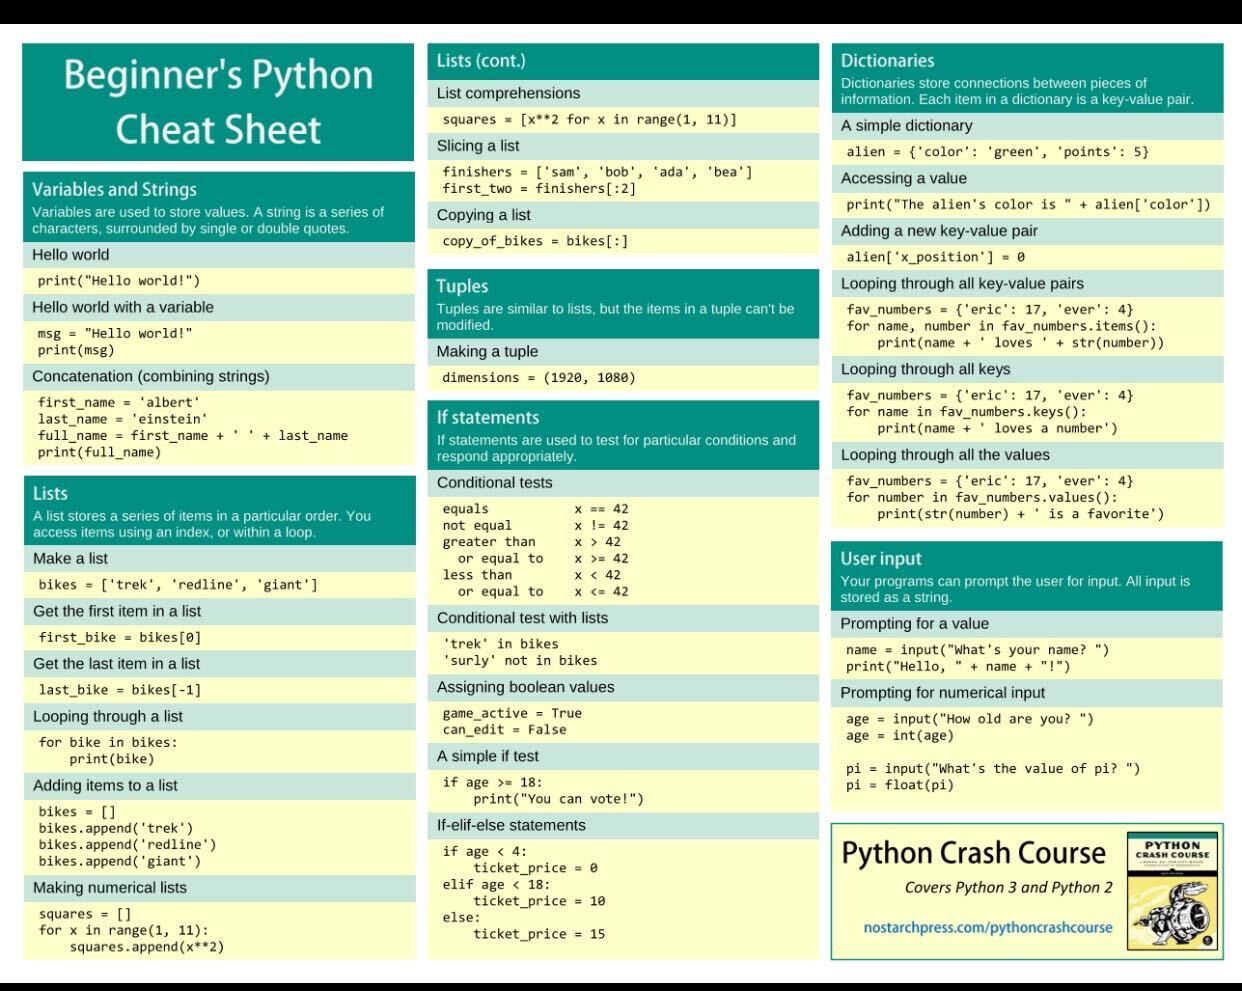 Beginner's Python
Cheat Sheet
Variables and Strings
Variables are used to store values. A string is a series of
characters, surrounded by single or double quotes.
Hello world
print("Hello world!")
Hello world with a variable
msg = "Hello world!"
print(msg)
Concatenation (combining strings)
first_name = 'albert'
last_name = 'einstein'
full_name = first_name + ' ' + last_name
print(full_name)
Lists
A list stores a series of items in a particular order. You
access items using an index, or within a loop.
Make a list
bikes = ['trek', 'redline', 'giant']
Get the first item in a list
first_bike = bikes[0]
Get the last item in a list
last_bike = bikes[-1]
Looping through a list
for bike in bikes:
    print(bike)
Adding items to a list
bikes = []
bikes.append('trek')
bikes.append('redline')
bikes.append('giant')
Making numerical lists
squares = []
for x in range(1, 11):
    squares.append(x**2)
Lists (cont.)
List comprehensions
squares = [x**2 for x in range(1, 11)]
Slicing a list
finishers = ['sam', 'bob', 'ada', 'bea']
first_two = finishers[:2]
Copying a list
copy_of_bikes = bikes[:]
Tuples
Tuples are similar to lists, but the items in a tuple can't be
modified.
Making a tuple
dimensions = (1920, 1080)
If statements
If statements are used to test for particular conditions and
respond appropriately.
Conditional tests
equals x == 42
not equal x != 42
greater than x > 42
  or equal to x >= 42
less than x < 42
  or equal to x <= 42
Conditional test with lists
'trek' in bikes
'surly' not in bikes
Assigning boolean values
game_active = True
can_edit = False
A simple if test
if age >= 18:
    print("You can vote!")
If-elif-else statements
if age < 4:
    ticket_price = 0
elif age < 18:
    ticket_price = 10
else:
    ticket_price = 15
Dictionaries
Dictionaries store connections between pieces of
information. Each item in a dictionary is a key-value pair.
A simple dictionary
alien = {'color': 'green', 'points': 5}
Accessing a value
print("The alien's color is " + alien['color'])
Adding a new key-value pair
alien['x_position'] = 0
Looping through all key-value pairs
fav_numbers = {'eric': 17, 'ever': 4}
for name, number in fav_numbers.items():
    print(name + ' loves ' + str(number))
Looping through all keys
fav_numbers = {'eric': 17, 'ever': 4}
for name in fav_numbers.keys():
    print(name + ' loves a number')
Looping through all the values
fav_numbers = {'eric': 17, 'ever': 4}
for number in fav_numbers.values():
    print(str(number) + ' is a favorite')
User input
Your programs can prompt the user for input. All input is
stored as a string.
Prompting for a value
name = input("What's your name? ")
print("Hello, " + name + "!")
Prompting for numerical input
age = input("How old are you? ")
age = int(age)
pi = input("What's the value of pi? ")
pi = float(pi)
Python Crash Course
Covers Python 3 and Python 2
nostarchpress.com/pythoncrashcourse
PYTHON
CRASH COURSE